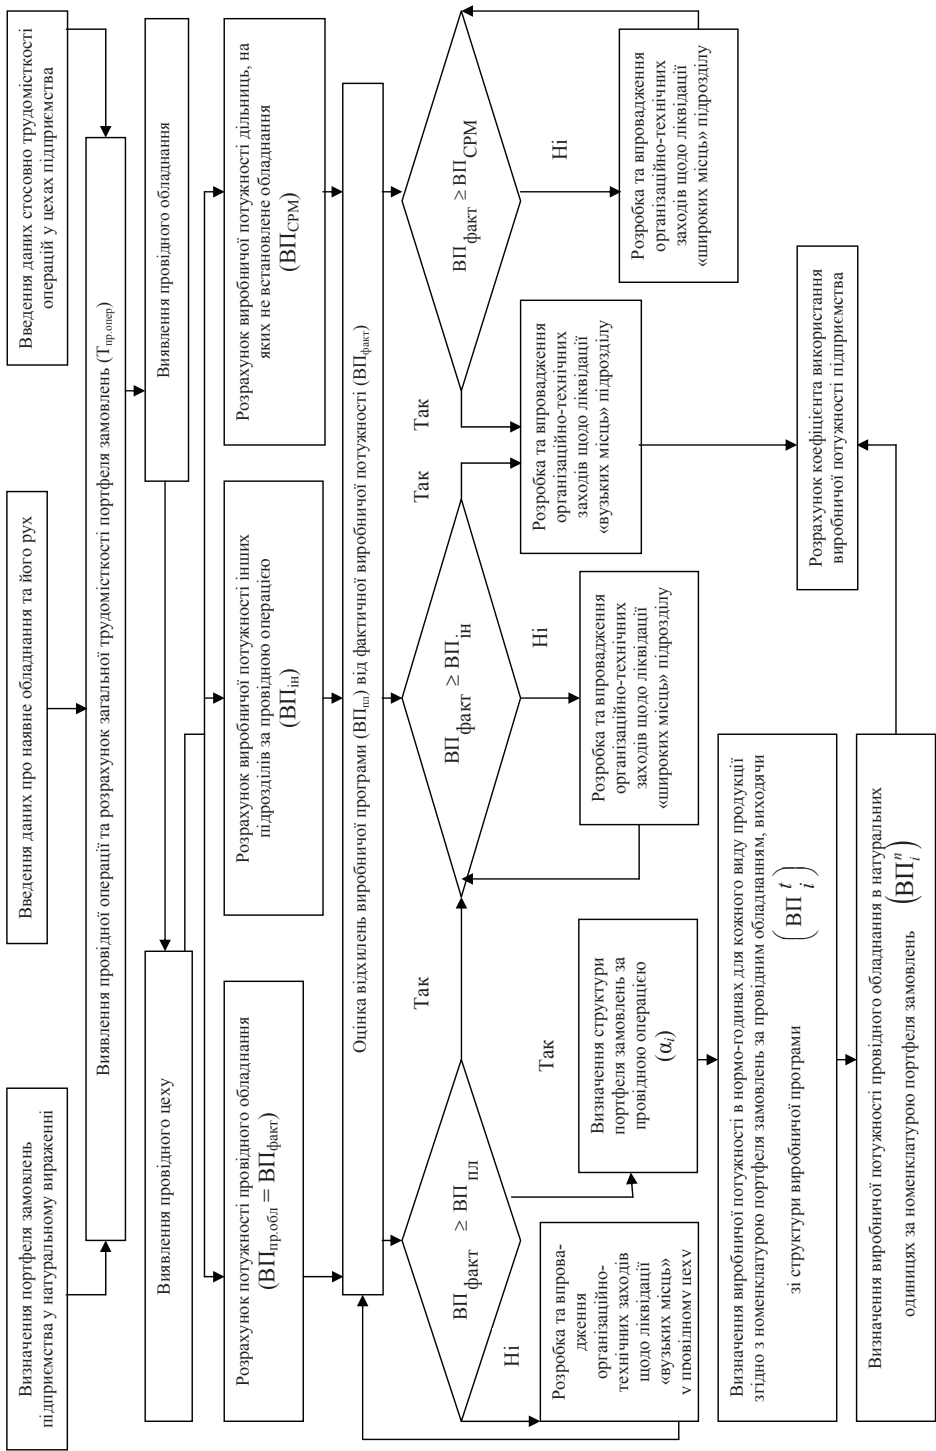 Визначення портфеля замовлень
підприємства у натуральному вираженні
Введення даних про наявне обладнання та його рух
Введення даних стосовно трудомісткості
операцій у цехах підприємства
Виявлення провідної операції та розрахунок загальної трудомісткості портфеля замовлень (Тпр.опер)
Виявлення провідного цеху
Виявлення провідного обладнання
Розрахунок потужності провідного обладнання
(ВПпр.обл = ВПфакт)
Розрахунок виробничої потужності інших
підрозділів за провідною операцією
(ВПін)
Розрахунок виробничої потужності дільниць, на
яких не встановлене обладнання
(ВПСРМ)
Оцінка відхилень виробничої програми (ВПпл) від фактичної виробничої потужності (ВПфакт)
ВПфакт ≥ ВПпл
Так
ВПфакт ≥ ВПін
Так
Так
ВПфакт ≥ ВПСРМ
Ні
Так
Ні
Ні
Розробка та впрова-
дження
організаційно-
технічних заходів
щодо ліквідації
«вузьких місць»
у провідному цеху
Визначення структури
портфеля замовлень за
провідною операцією
(αi)
Розробка та впровадження
організаційно-технічних
заходів щодо ліквідації
«широких місць» підрозділу
Розробка та впровадження
організаційно-технічних
заходів щодо ліквідації
«вузьких місць» підрозділу
Розробка та впровадження
організаційно-технічних
заходів щодо ліквідації
«широких місць» підрозділу
Визначення виробничої потужності в нормо-годинах для кожного виду продукції
згідно з номенклатурою портфеля замовлень за провідним обладнанням, виходячи
зі структури виробничої програми (ВП i t)
Визначення виробничої потужності провідного обладнання в натуральних
одиницях за номенклатурою портфеля замовлень (ВПi n)
Розрахунок коефіцієнта використання
виробничої потужності підприємства